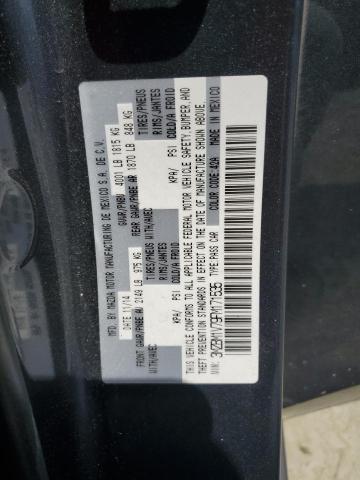 MFD. BY MAZDA MOTOR MANUFACTURING DE MEXICO S.A. DE C.V.
DATE 11/14 GVWR/PNBV 4001 LB 1815 KG
FRONT GAWR/PNBE AV 2149 LB 975 KG REAR GAWR/PNBE AR 1870 LB 848 KG
WITH/AVEC TIRES/PNEUS WITH/AVEC TIRES/PNEUS
RIMS/JANTES RIMS/JANTES
KPA/ PSI COLD/A FROID KPA/ PSI COLD/A FROID
THIS VEHICLE CONFORMS TO ALL APPLICABLE FEDERAL MOTOR VEHICLE SAFETY, BUMPER, AND
THEFT PREVENTION STANDARDS IN EFFECT ON THE DATE OF MANUFACTURE SHOWN ABOVE.
TYPE:PASS CAR COLOR CODE:42A MADE IN MEXICO